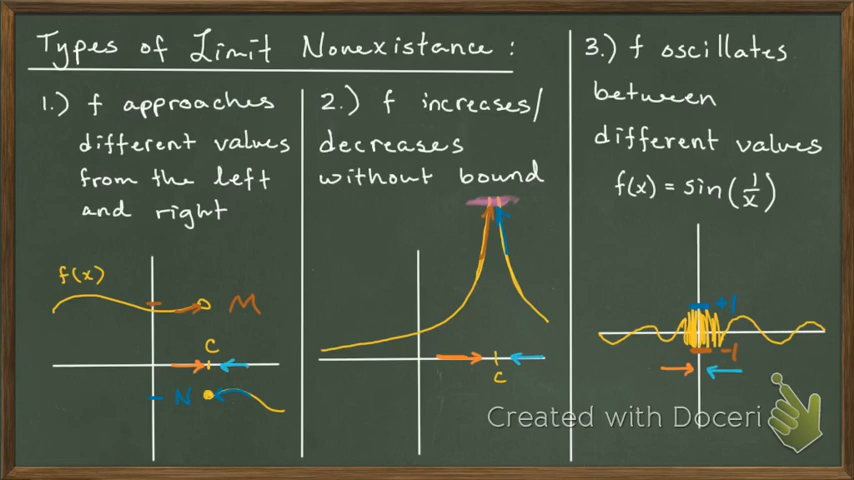 Types of Limit Nonexistance:
1.) f approaches
different values
from the left
and right
f(x)
M
C
N
2.) f increases/
decreases
without bound
C
3.) f oscillates
between
different values
f(x) = sin(1/x)
+1
-1
Created with Doceri